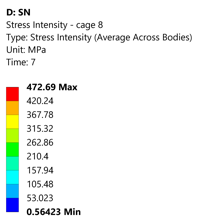 D: SN
Stress Intensity - cage 8
Type: Stress Intensity (Average Across Bodies)
Unit: MPa
Time: 7
472.69 Max
420.24
367.78
315.32
262.86
210.4
157.94
105.48
53.023
0.56423 Min